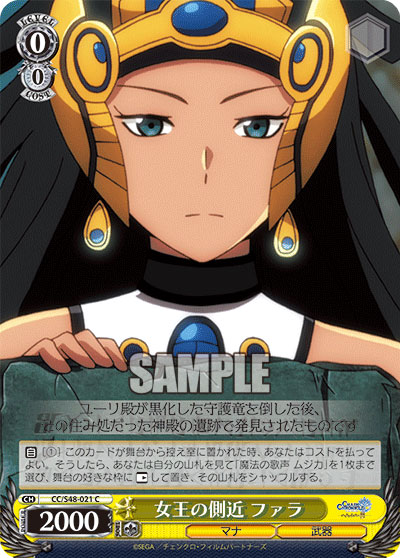 LEVEL
0
0
COST
SAMPLE
ユーリ殿が黒化した守護竜を倒した後、
の住み処だった神殿の遺跡で発見されたものです
自【①】このカードが舞台から控え室に置かれた時、あなたはコストを払って
よい。そうしたら、あなたは自分の山札を見て「魔法の歌声 ムジカ」を1枚まで
選び、舞台の好きな枠に▭置き、その山札をシャッフルする。
CH
CC/S48-021 C
POWER
2000
女王の側近 ファラ
マナ
武器
©SEGA/チェンクロ・フィルムパートナーズ